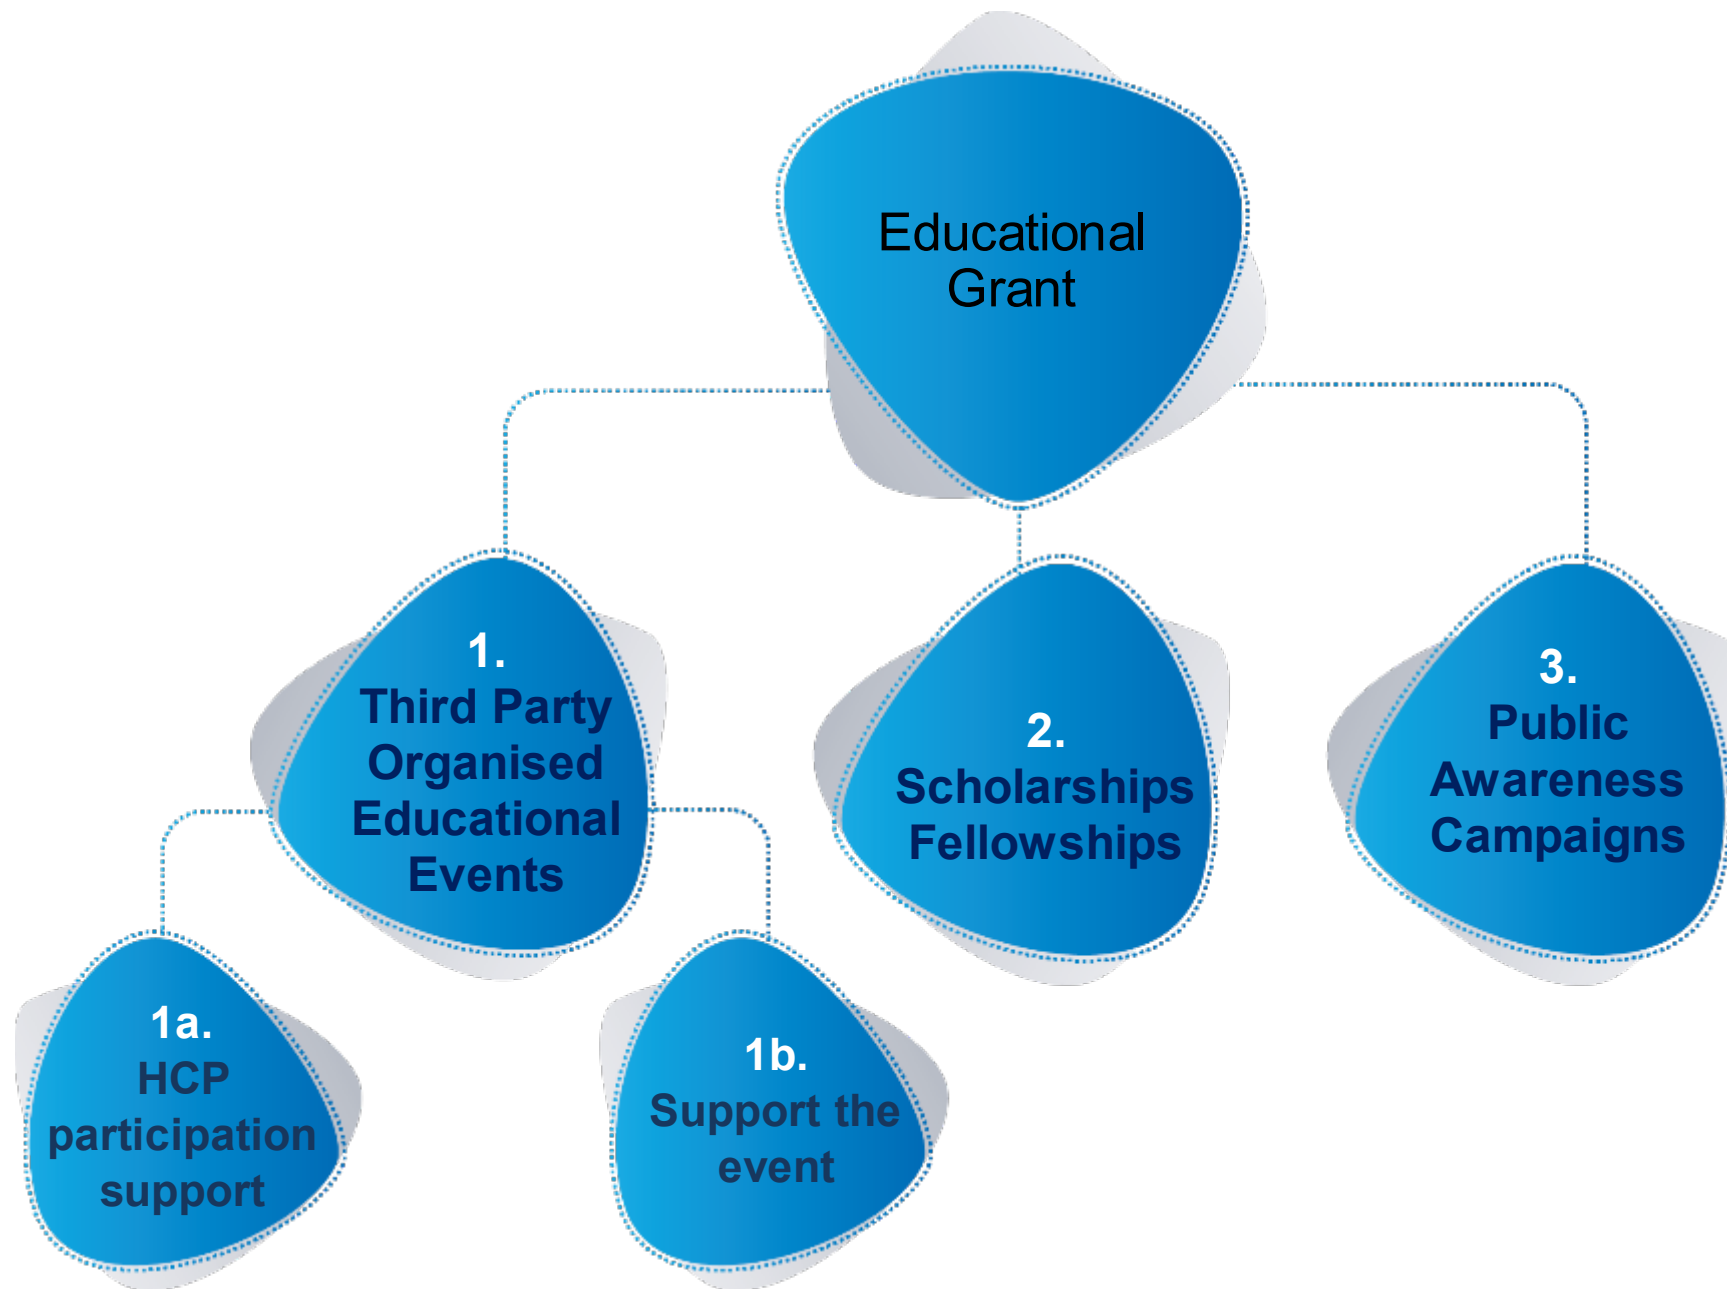 Educational
Grant
1.
Third Party
Organised
Educational
Events
2.
Scholarships
Fellowships
3.
Public
Awareness
Campaigns
1a.
HCP
participation
support
1b.
Support the
event